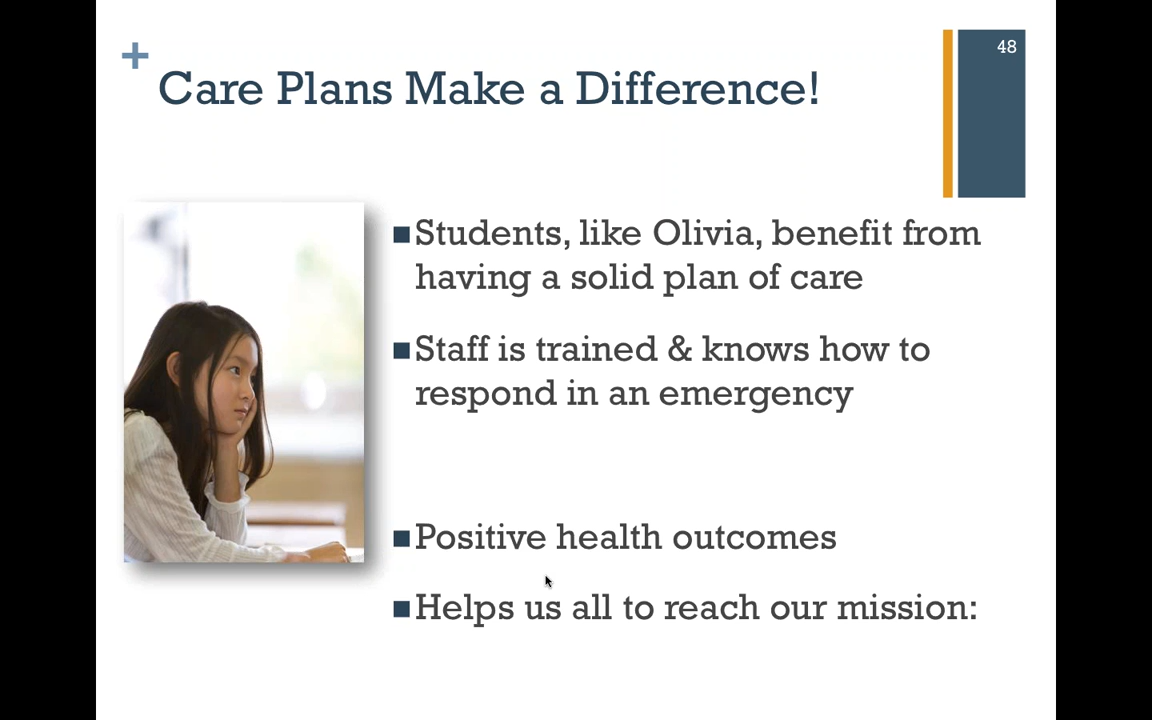 48
+
Care Plans Make a Difference!
■Students, like Olivia, benefit from
having a solid plan of care
■Staff is trained & knows how to
respond in an emergency
■Positive health outcomes
■Helps us all to reach our mission: